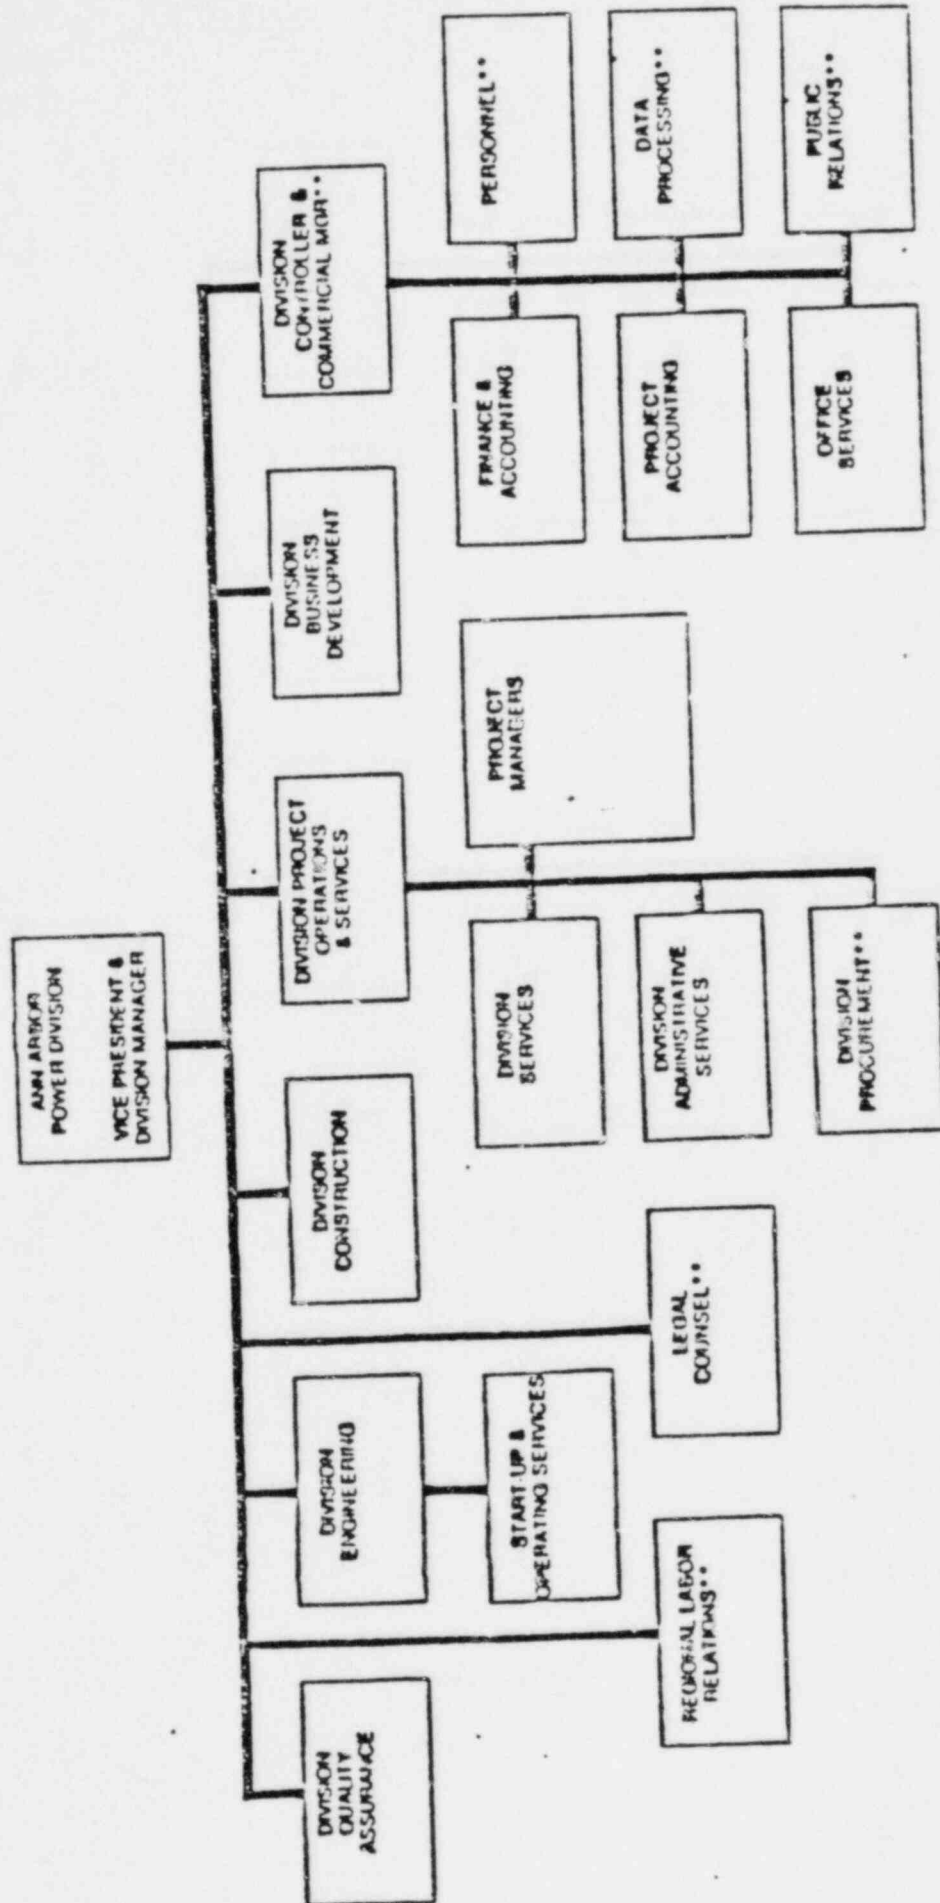 ANN ARBOR
POWER DIVISION
VICE PRESIDENT &
DIVISION MANAGER
DIVISION
QUALITY
ASSURANCE
DIVISION
ENGINEERING
DIVISION
CONSTRUCTION
DIVISION PROJECT
OPERATIONS
& SERVICES
DIVISION
BUSINESS
DEVELOPMENT
DIVISION
CONTROLLER &
COMMERCIAL MGR**
START-UP &
OPERATING SERVICES
REGIONAL LABOR
RELATIONS**
LEGAL
COUNSEL**
DIVISION
SERVICES
PROJECT
MANAGERS
DIVISION
ADMINISTRATIVE
SERVICES
DIVISION
PROCUREMENT**
FINANCE &
ACCOUNTING
PERSONNEL**
PROJECT
ACCOUNTING
DATA
PROCESSING**
OFFICE
SERVICES
PUBLIC
RELATIONS**